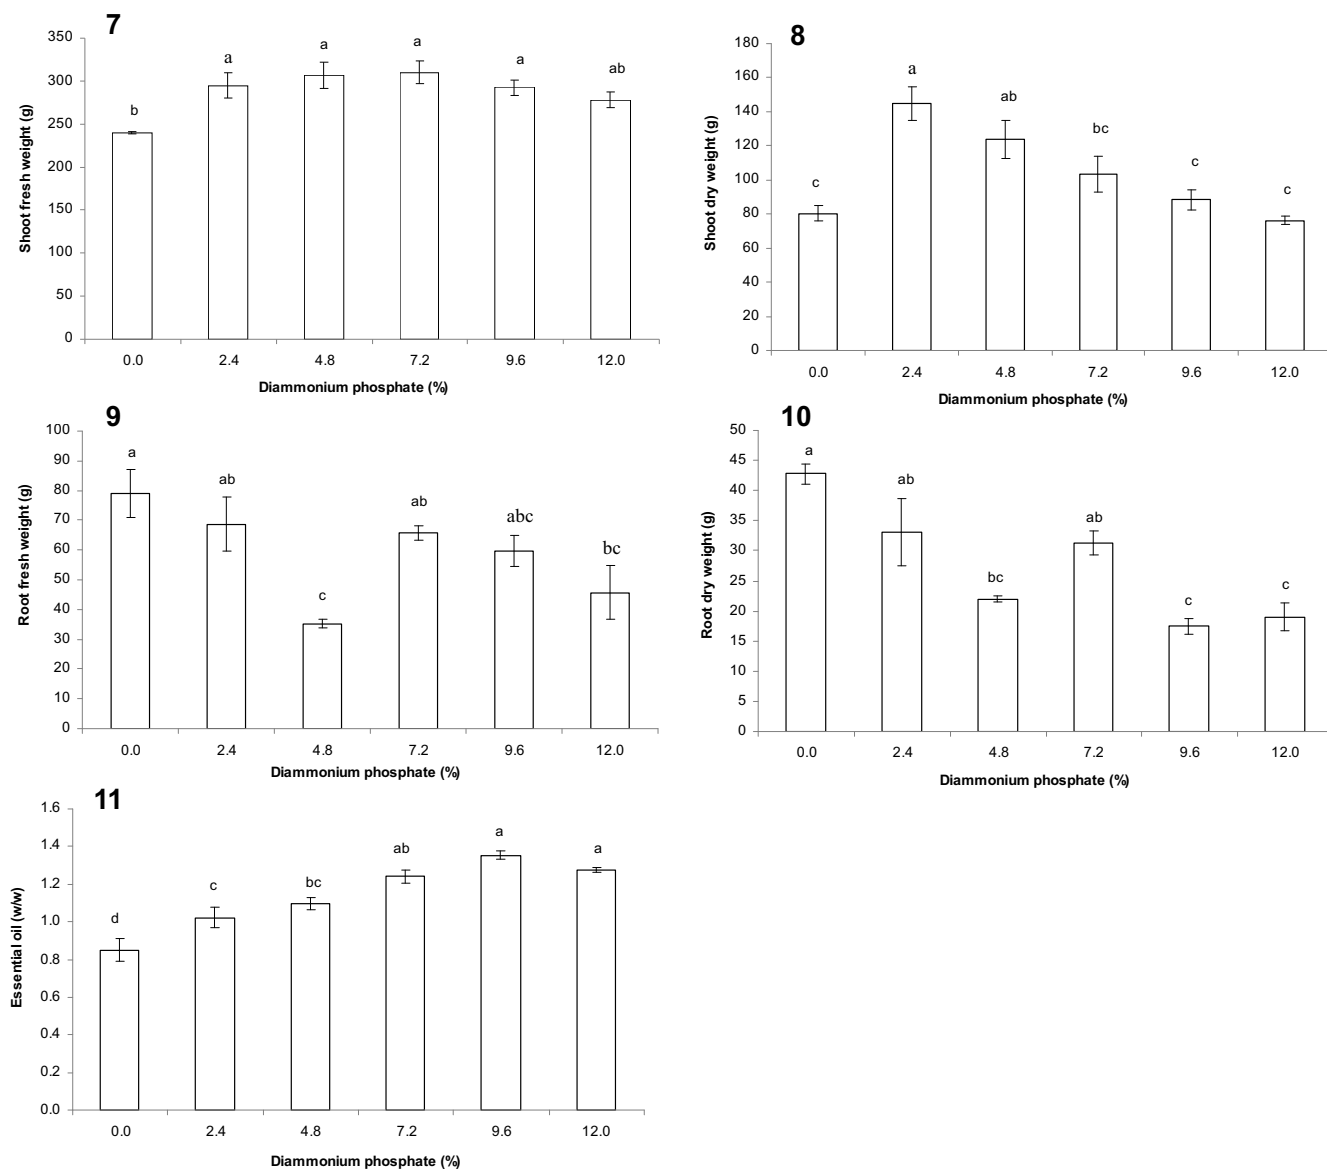 7
350
300
250
200
150
100
50
0
Shoot fresh weight (g)
b
a
a
a
a
ab
0.0 2.4 4.8 7.2 9.6 12.0
Diammonium phosphate (%)
8
180
160
140
120
100
80
60
40
20
0
Shoot dry weight (g)
c
a
ab
bc
c
c
0.0 2.4 4.8 7.2 9.6 12.0
Diammonium phosphate (%)
9
100
90
80
70
60
50
40
30
20
10
0
Root fresh weight (g)
a
ab
c
ab
abc
bc
0.0 2.4 4.8 7.2 9.6 12.0
Diammonium phosphate (%)
10
50
45
40
35
30
25
20
15
10
5
0
Root dry weight (g)
a
ab
bc
ab
c
c
0.0 2.4 4.8 7.2 9.6 12.0
Diammonium phosphate (%)
11
1.6
1.4
1.2
1.0
0.8
0.6
0.4
0.2
0.0
Essential oil (w/w)
d
c
bc
ab
a
a
0.0 2.4 4.8 7.2 9.6 12.0
Diammonium phosphate (%)